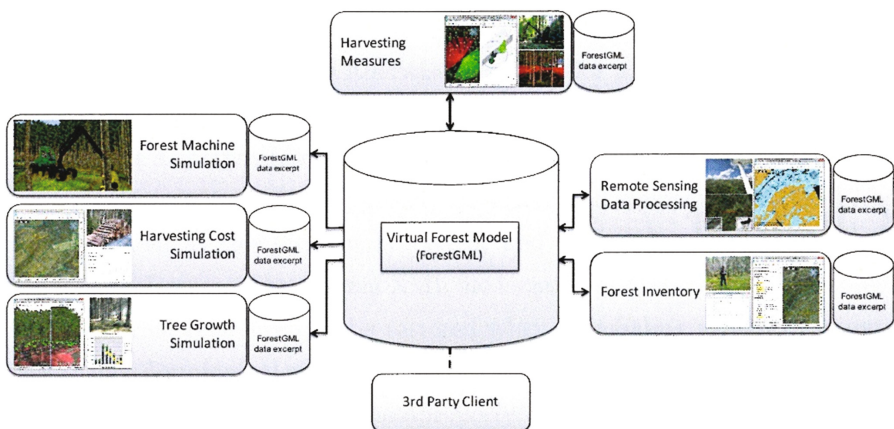 Harvesting
Measures
ForestGML
data excerpt
Forest Machine
Simulation
ForestGML
data excerpt
Harvesting Cost
Simulation
ForestGML
data excerpt
Tree Growth
Simulation
ForestGML
data excerpt
Virtual Forest Model
(ForestGML)
Remote Sensing
Data Processing
ForestGML
data excerpt
Forest Inventory
ForestGML
data excerpt
3rd Party Client